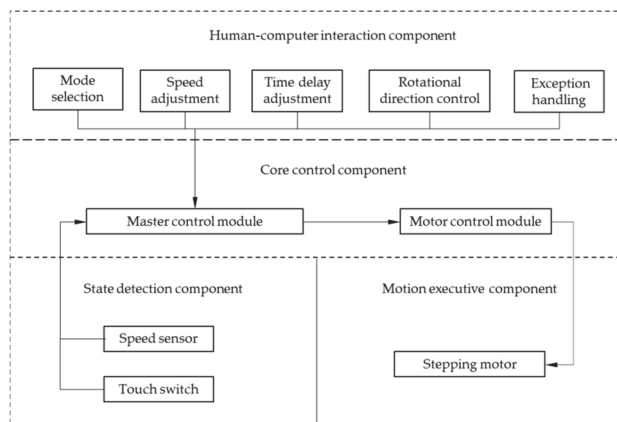 Human-computer interaction component
Mode
selection
Speed
adjustment
Time delay
adjustment
Rotational
direction control
Exception
handling
Core control component
Master control module
Motor control module
State detection component
Motion executive component
Speed sensor
Stepping motor
Touch switch